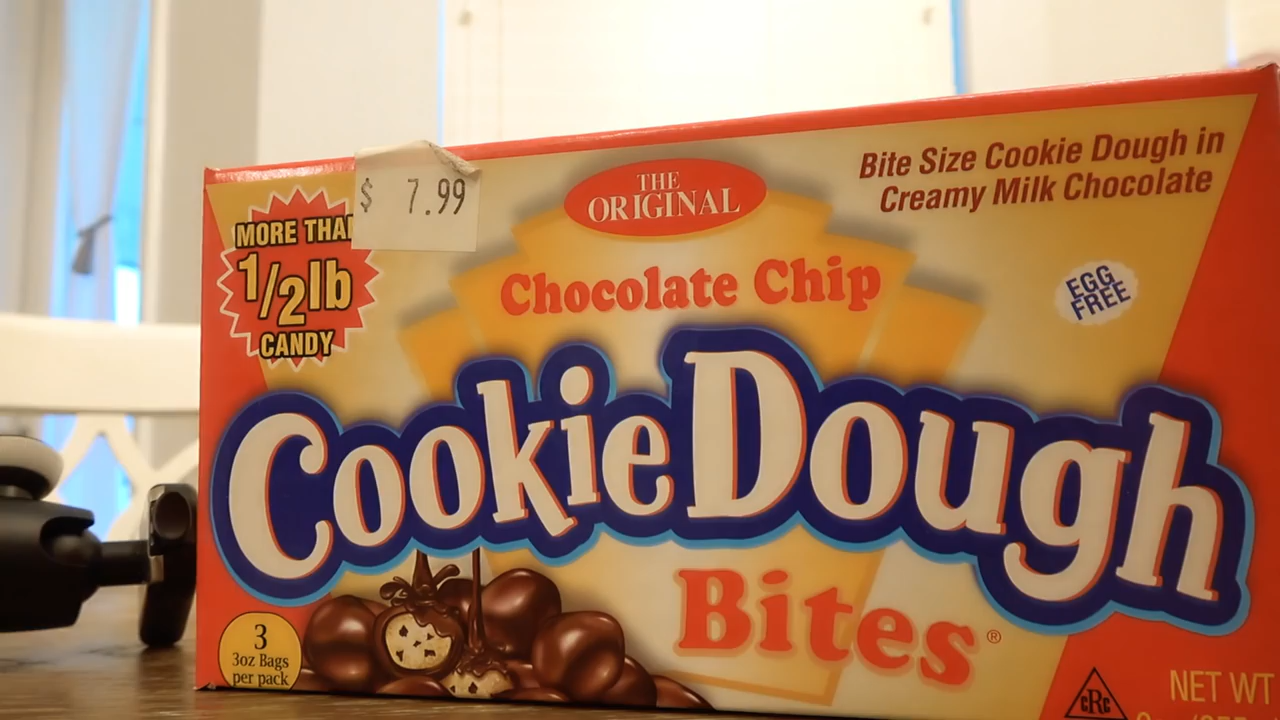 $ 7.99
MORE THAN
1/2lb
CANDY
THE
ORIGINAL
Bite Size Cookie Dough in
Creamy Milk Chocolate
EGG
FREE
Chocolate Chip
CookieDough
Bites®
3
3oz Bags
per pack
cRc
NET WT